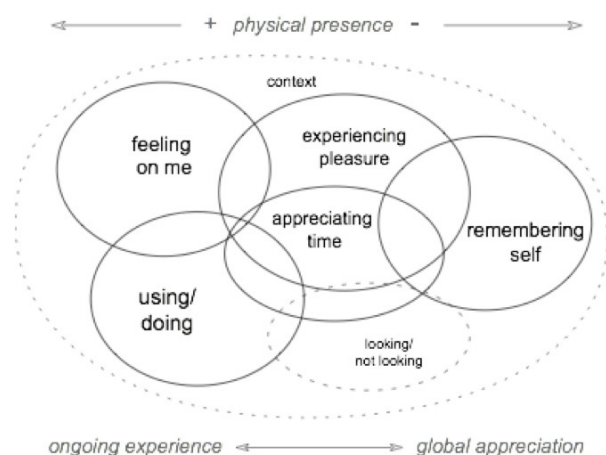 + physical presence -
context
feeling
on me
experiencing
pleasure
appreciating
time
remembering
self
using/
doing
looking/
not looking
ongoing experience
global appreciation